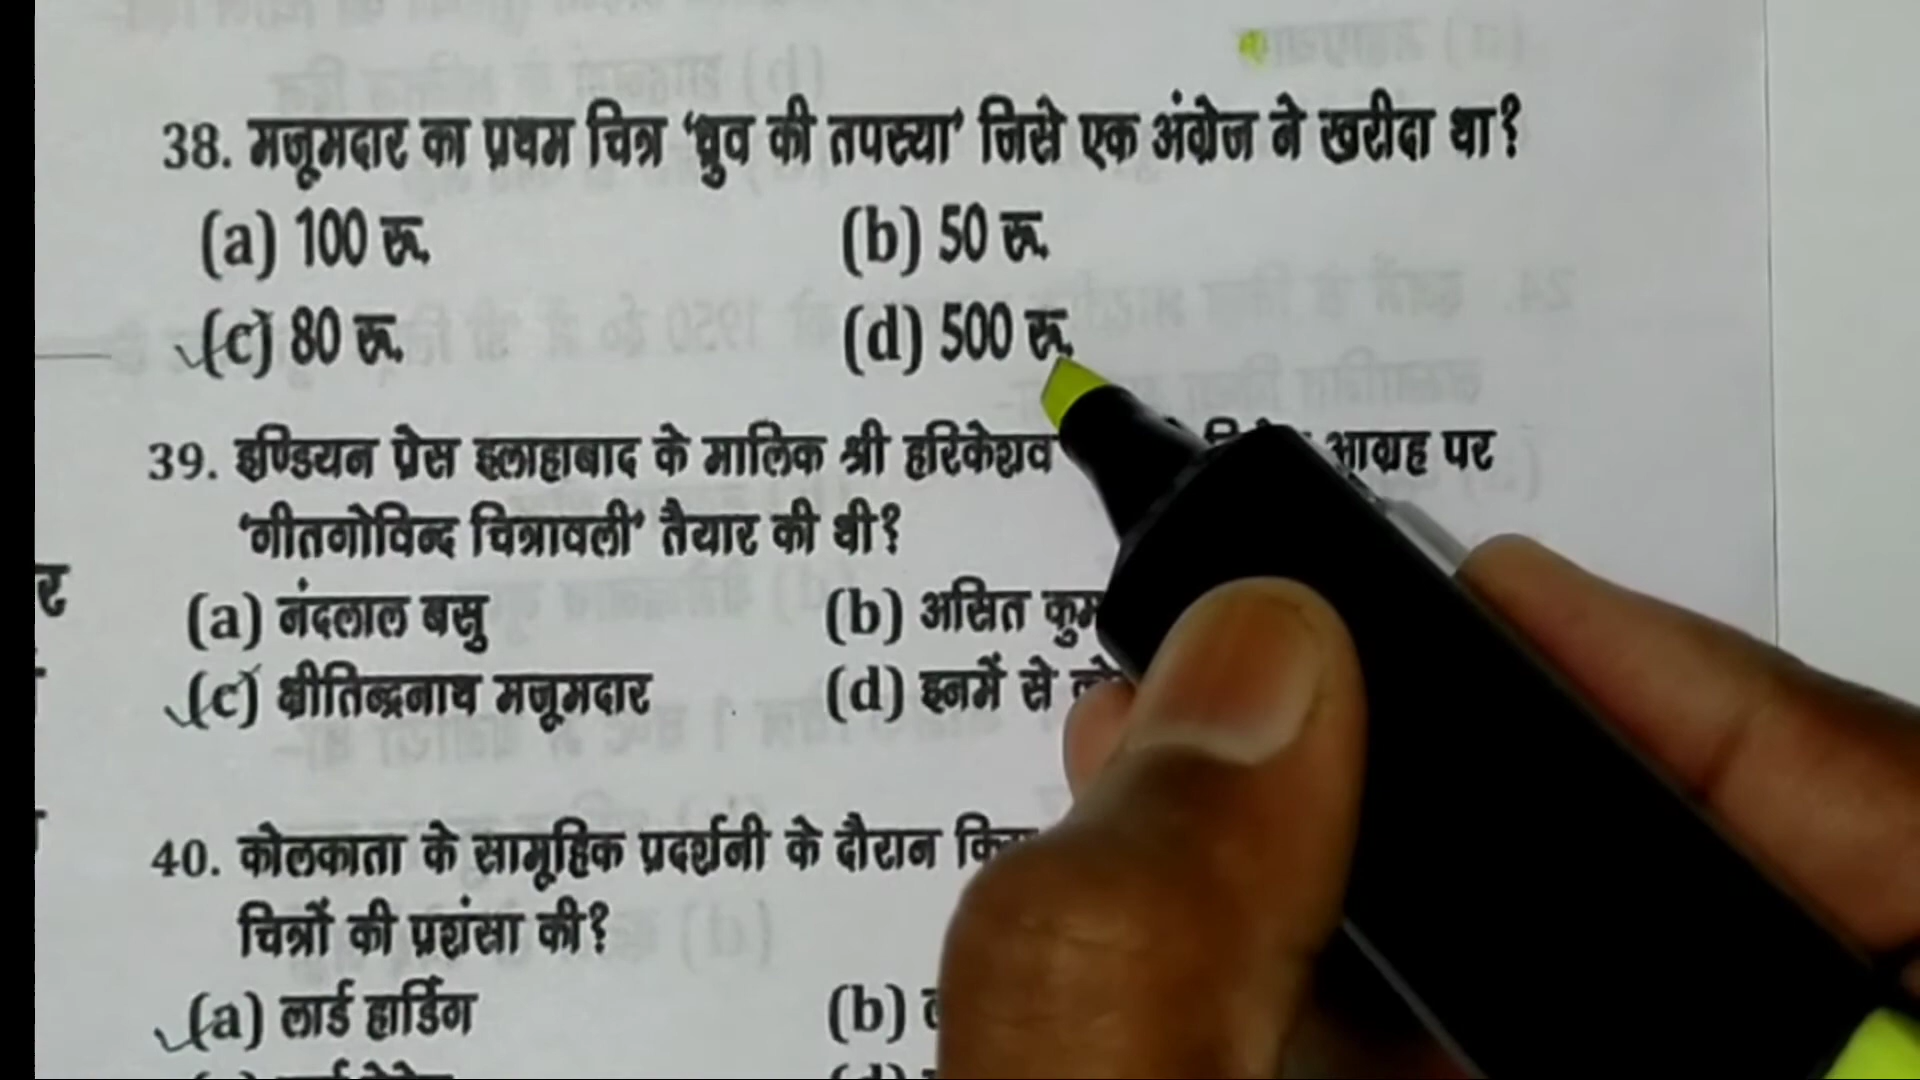 38. मजूमदार का प्रथम चित्र 'ध्रुव की तपस्या' जिसे एक अंग्रेज ने खरीदा था?
(a) 100 रू. (b) 50 रू.
(c) 80 रू. (d) 500 रू.
39. इण्डियन प्रेस इलाहाबाद के मालिक श्री हरिकेशव आग्रह पर
'गीतगोविन्द चित्रावली' तैयार की थी?
(a) नंदलाल बसु (b) असित
(c) क्षीतिन्द्रनाथ मजूमदार (d) इनमें से
40. कोलकाता के सामूहिक प्रदर्शनी के दौरान
चित्रों की प्रशंसा की?
(a) लार्ड हार्डिंग (b)